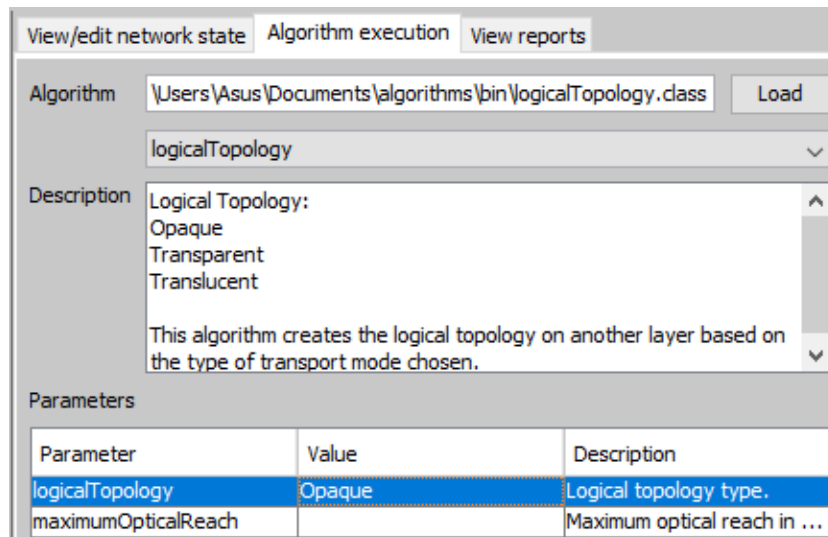 View/edit network state Algorithm execution View reports
Algorithm \Users\Asus\Documents\algorithms\bin\logicalTopology.class Load
logicalTopology
Description Logical Topology:
Opaque
Transparent
Translucent
This algorithm creates the logical topology on another layer based on
the type of transport mode chosen.
Parameters
Parameter Value Description
logicalTopology Opaque Logical topology type.
maximumOpticalReach Maximum optical reach in ...